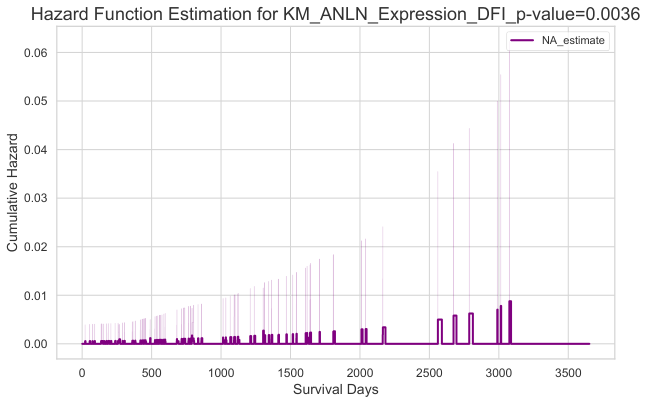 Hazard Function Estimation for KM_ANLN_Expression_DFI_p-value=0.0036
NA_estimate
0.06
0.05
0.04
0.03
0.02
0.01
0.00
Cumulative Hazard
0 500 1000 1500 2000 2500 3000 3500
Survival Days